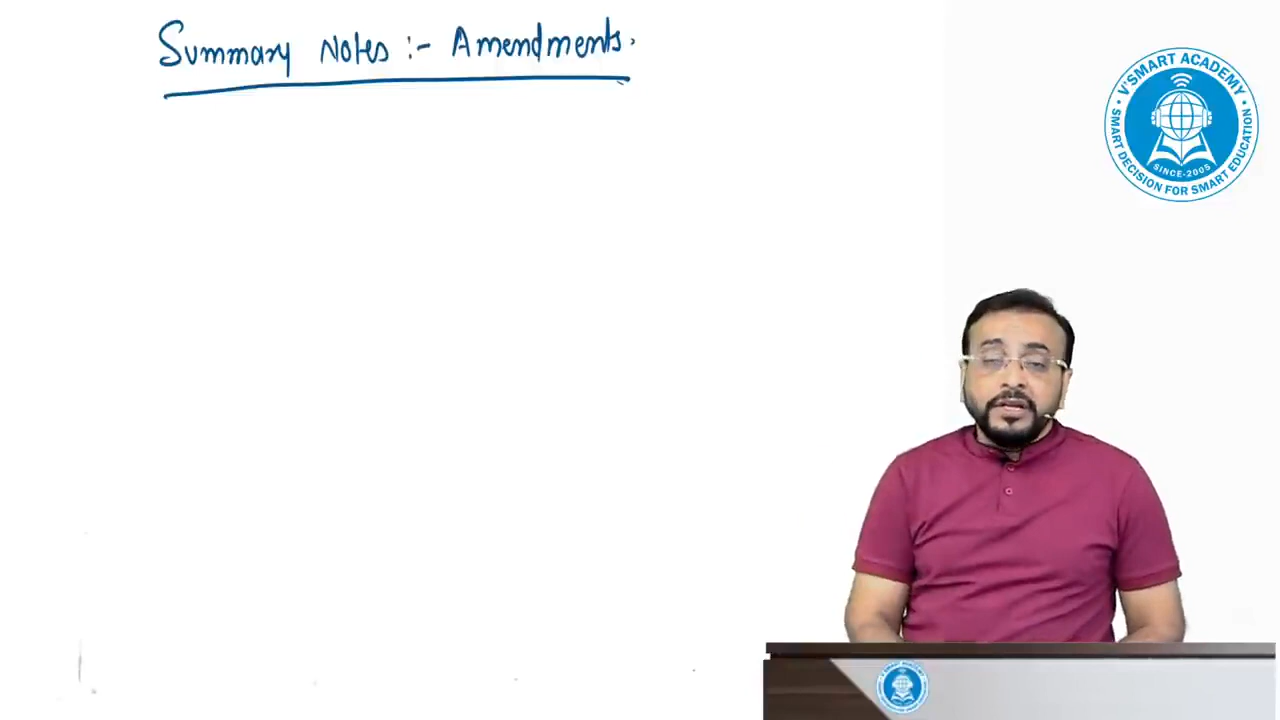 Summary Notes :- Amendments.
V'SMART ACADEMY
SMART DECISION FOR SMART EDUCATION
SINCE-2005